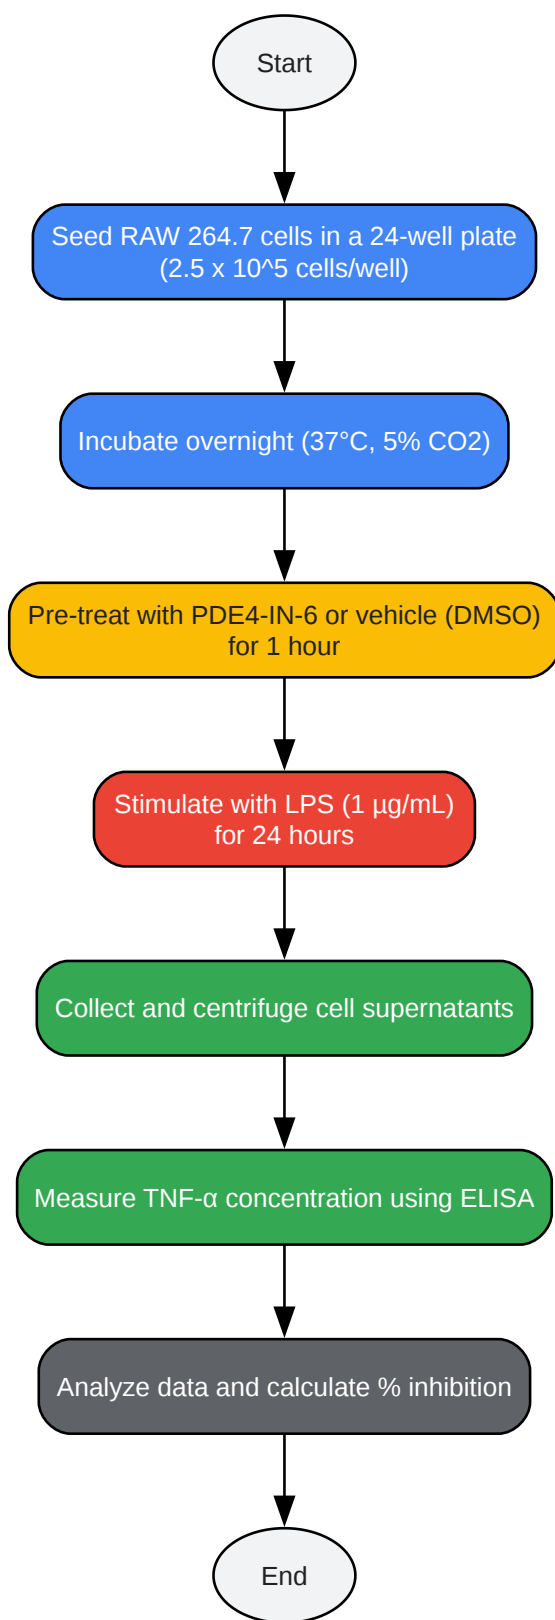 Start
Seed RAW 264.7 cells in a 24-well plate
(2.5 x 10^5 cells/well)
Incubate overnight (37°C, 5% CO2)
Pre-treat with PDE4-IN-6 or vehicle (DMSO)
for 1 hour
Stimulate with LPS (1 µg/mL)
for 24 hours
Collect and centrifuge cell supernatants
Measure TNF-α concentration using ELISA
Analyze data and calculate % inhibition
End